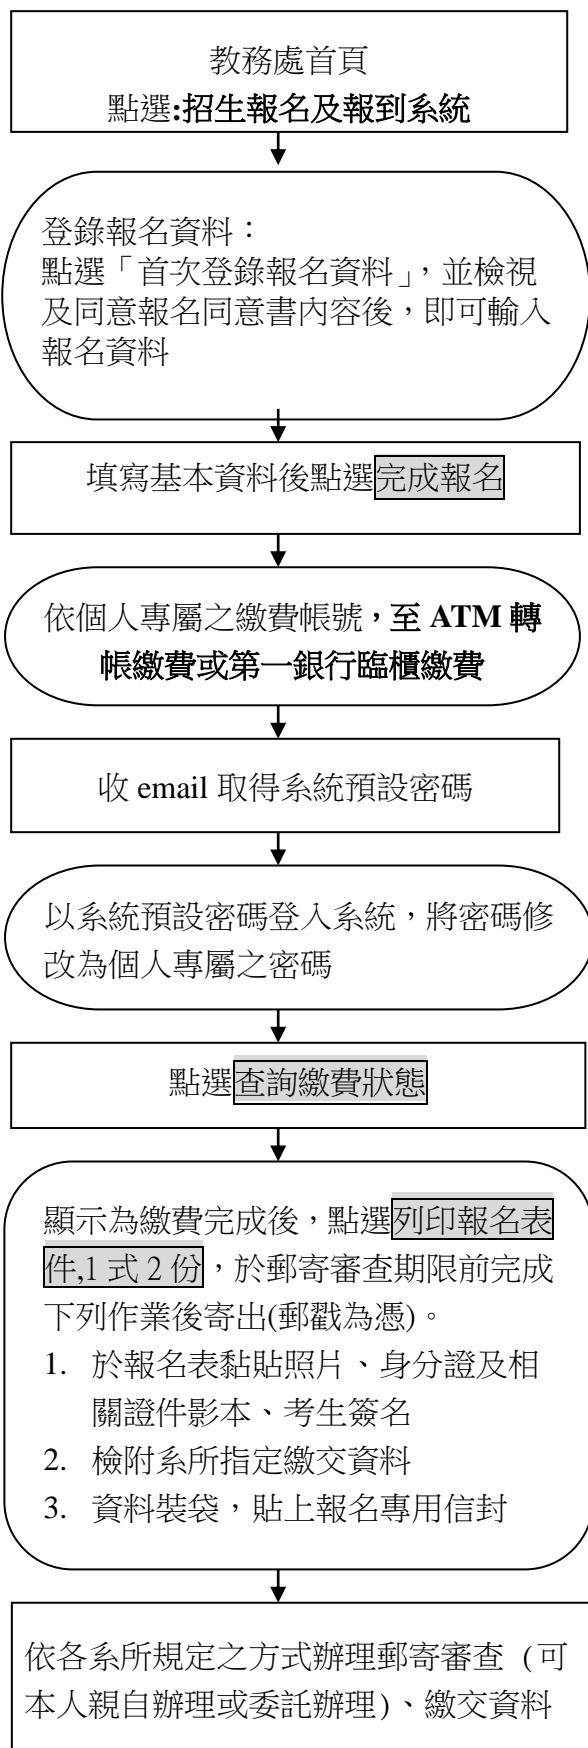 教務處首頁
點選:招生報名及報到系統
登錄報名資料：
點選「首次登錄報名資料」，並檢視
及同意報名同意書內容後，即可輸入
報名資料
填寫基本資料後點選完成報名
依個人專屬之繳費帳號，至 ATM 轉
帳繳費或第一銀行臨櫃繳費
收 email 取得系統預設密碼
以系統預設密碼登入系統，將密碼修
改為個人專屬之密碼
點選查詢繳費狀態
顯示為繳費完成後，點選列印報名表
件,1 式 2 份，於郵寄審查期限前完成
下列作業後寄出(郵戳為憑)。
1. 於報名表黏貼照片、身分證及相
關證件影本、考生簽名
2. 檢附系所指定繳交資料
3. 資料裝袋，貼上報名專用信封
依各系所規定之方式辦理郵寄審查 (可
本人親自辦理或委託辦理)、繳交資料